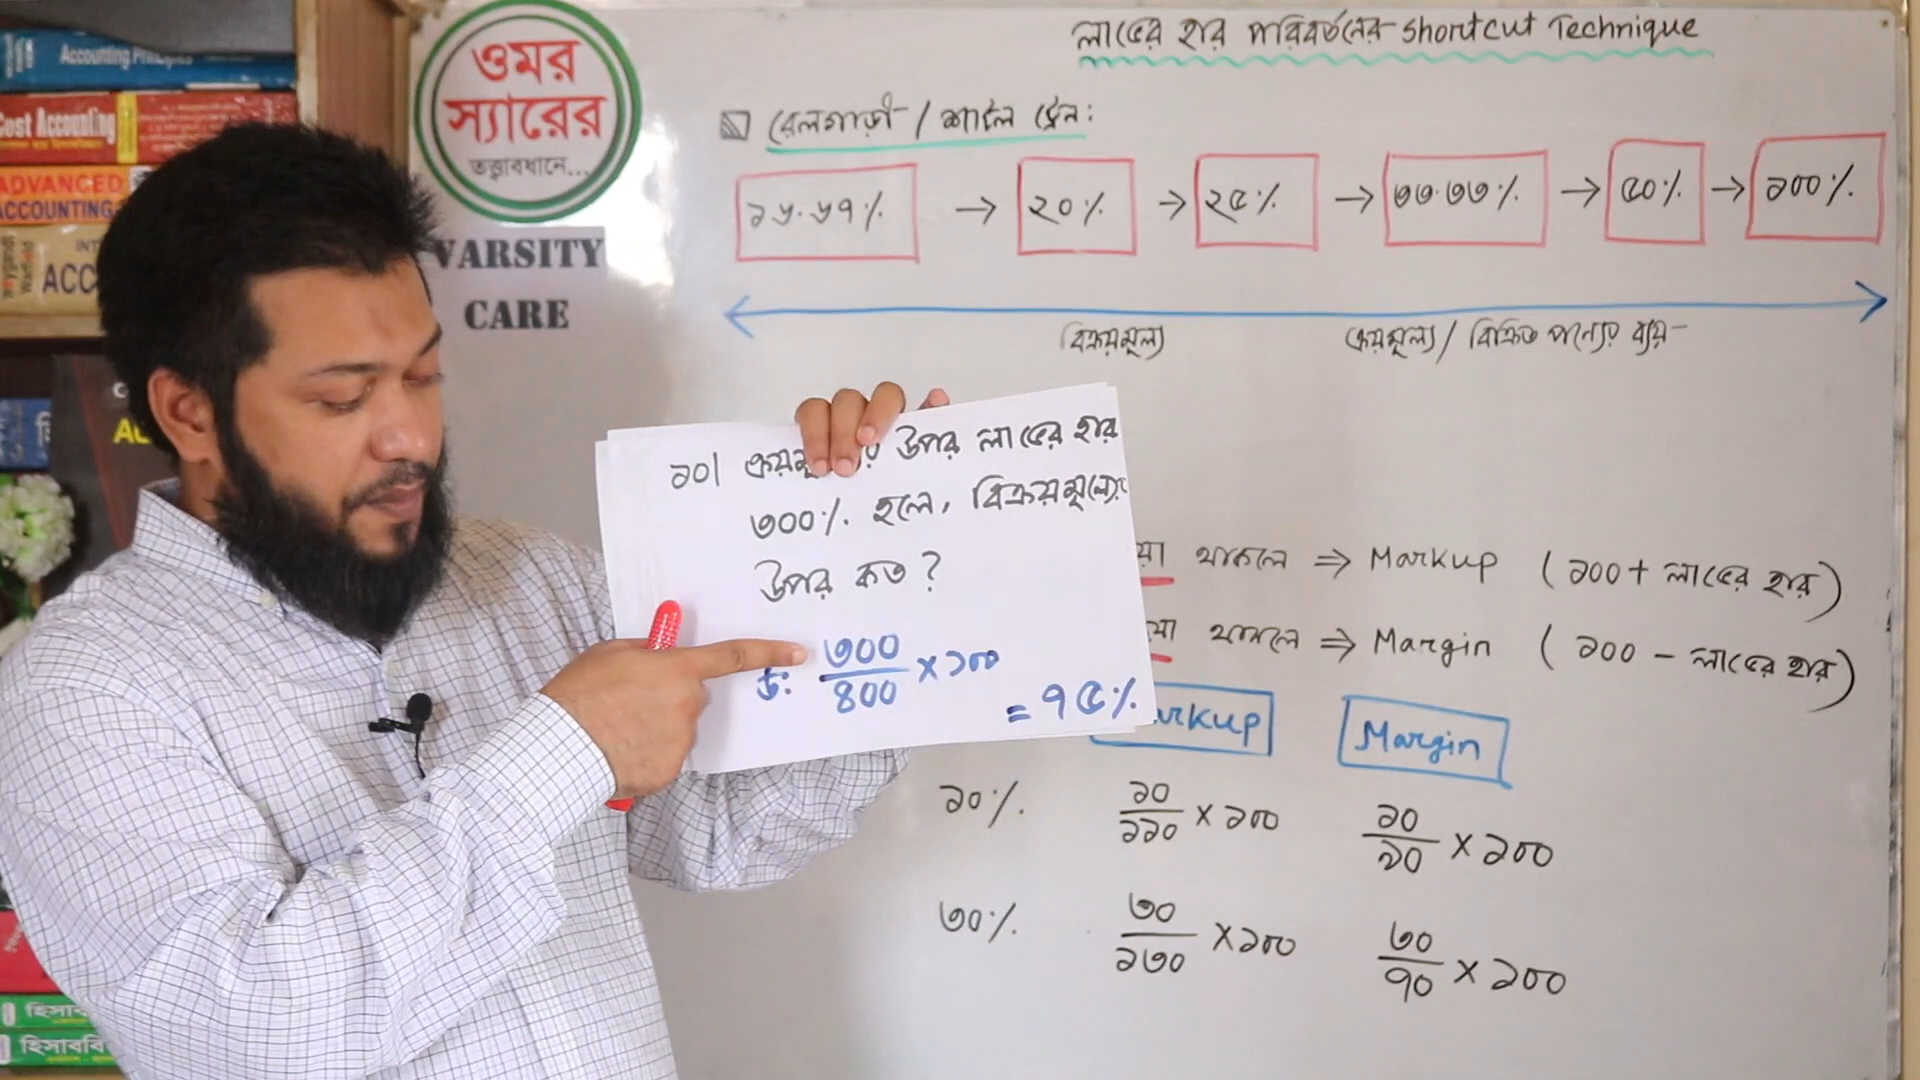 লাভের হার পরিবর্তনের Shortcut Technique
ওমর
স্যারের
তত্ত্বাবধানে...
VARSITY
CARE
রেলগাড়ী / শাটল ট্রেন:
১৬.৬৭% → ২০% → ২৫% → ৩৩.৩৩% → ৫০% → ১০০%
বিক্রয়মূল্য
ক্রয়মূল্য / বিক্রিত পন্যের ব্যয়
১০| উপর লাভের হার
৩০০% হলে, বিক্রয়মূল্যের
উপর কত?
উ: ৩০০/৪০০ × ১০০
= ৭৫%
থাকলে ⇒ Markup (১০০ + লাভের হার)
থাকলে ⇒ Margin (১০০ − লাভের হার)
Margin
১০% ১০/১১০ × ১০০ ১০/৯০ × ১০০
৩০% ৩০/১৩০ × ১০০ ৩০/৭০ × ১০০
Accounting
Cost Accounting
ADVANCED
ACCOUNTING